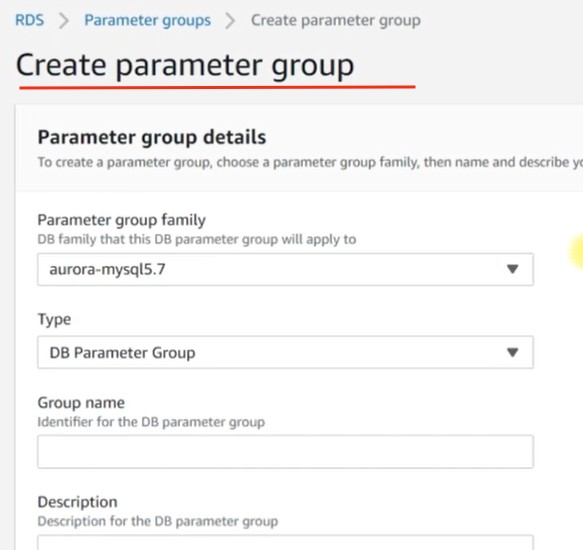 RDS > Parameter groups > Create parameter group
Create parameter group
Parameter group details
To create a parameter group, choose a parameter group family, then name and describe
Parameter group family
DB family that this DB parameter group will apply to
aurora-mysql5.7
Type
DB Parameter Group
Group name
Identifier for the DB parameter group
Description
Description for the DB parameter group